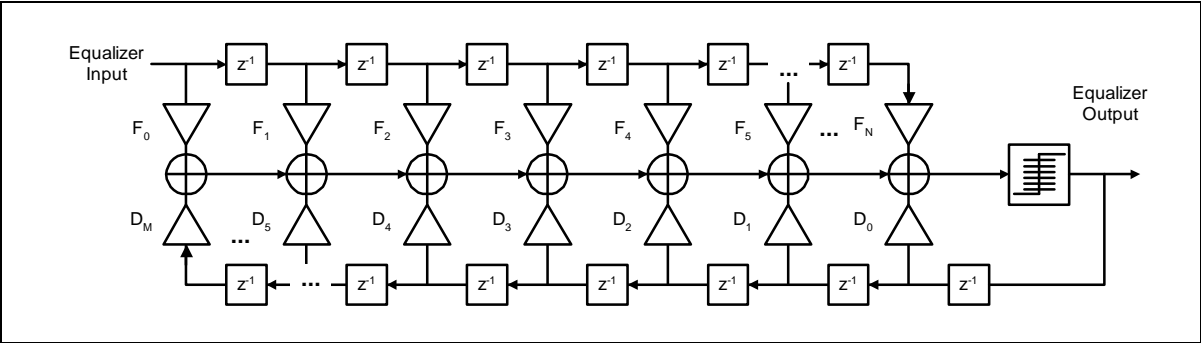 Equalizer
Input
z⁻¹ z⁻¹ z⁻¹ z⁻¹ z⁻¹ ... z⁻¹
Equalizer
Output
F₀ F₁ F₂ F₃ F₄ F₅ ... F_N
D_M ... D₅ D₄ D₃ D₂ D₁ D₀
z⁻¹ ... z⁻¹ z⁻¹ z⁻¹ z⁻¹ z⁻¹ z⁻¹